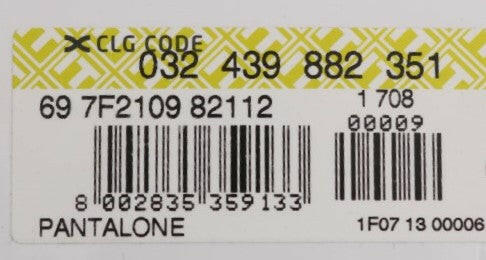 CLG CODE
032 439 882 351
69 7F2109 82112
1 708
00009
8 002835 359133
PANTALONE
1F07 13 00006